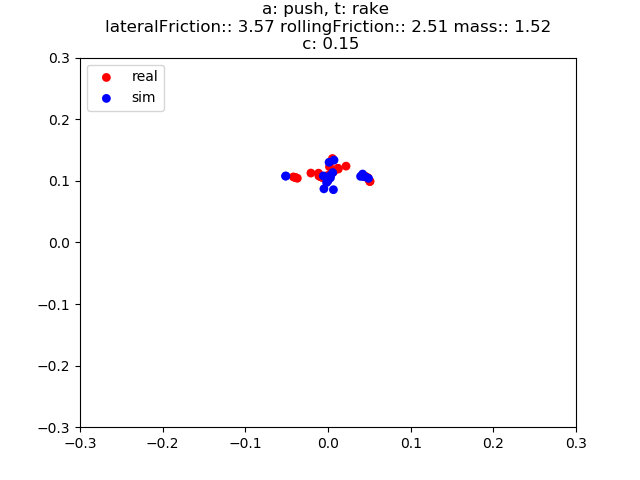 a: push, t: rake
lateralFriction:: 3.57 rollingFriction:: 2.51 mass:: 1.52
c: 0.15
real
sim
0.3
0.2
0.1
0.0
−0.1
−0.2
−0.3
−0.3 −0.2 −0.1 0.0 0.1 0.2 0.3